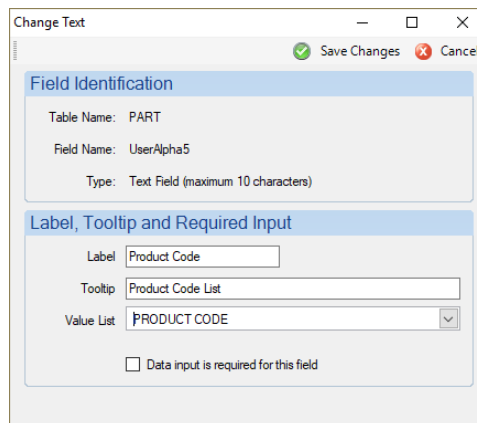 Change Text
Save Changes Cancel
Field Identification
Table Name: PART
Field Name: UserAlpha5
Type: Text Field (maximum 10 characters)
Label, Tooltip and Required Input
Label Product Code
Tooltip Product Code List
Value List PRODUCT CODE
Data input is required for this field